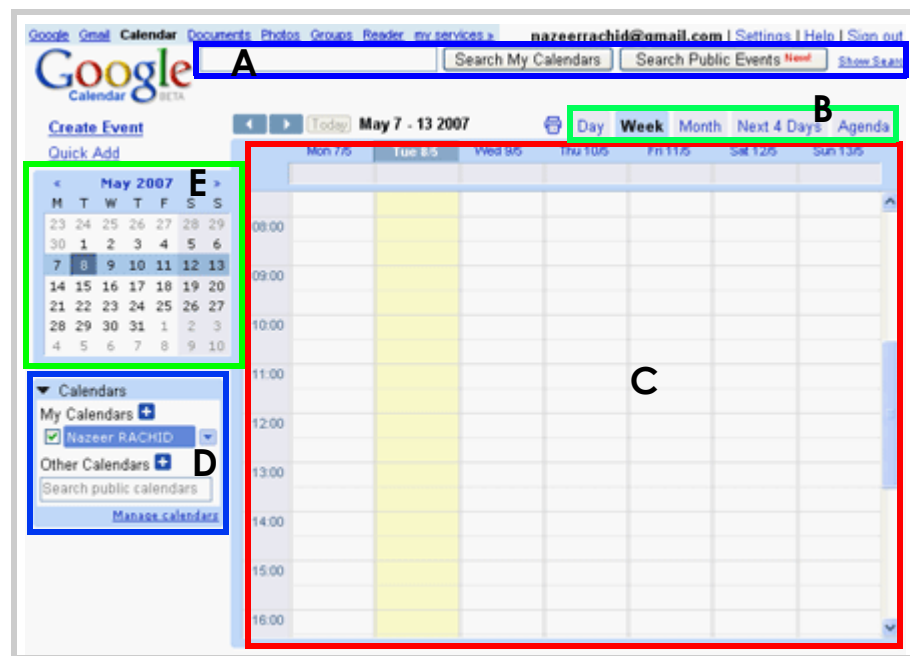 Google Gmail Calendar Documents Photos Groups Reader my services »
nazeerrachid@gmail.com | Settings | Help | Sign out
Google
Calendar BETA
A
Search My Calendars
Search Public Events New!
Show Sear
B
Create Event
Quick Add
Today
May 7 - 13 2007
Day Week Month Next 4 Days Agenda
Mon 7/5 Tue 8/5 Wed 9/5 Thu 10/5 Fri 11/5 Sat 12/5 Sun 13/5
« May 2007 »
E
M T W T F S S
23 24 25 26 27 28 29
30 1 2 3 4 5 6
7 8 9 10 11 12 13
14 15 16 17 18 19 20
21 22 23 24 25 26 27
28 29 30 31 1 2 3
4 5 6 7 8 9 10
Calendars
My Calendars
Nazeer RACHID
Other Calendars
D
Search public calendars
Manage calendars
08:00
09:00
10:00
11:00
C
12:00
13:00
14:00
15:00
16:00